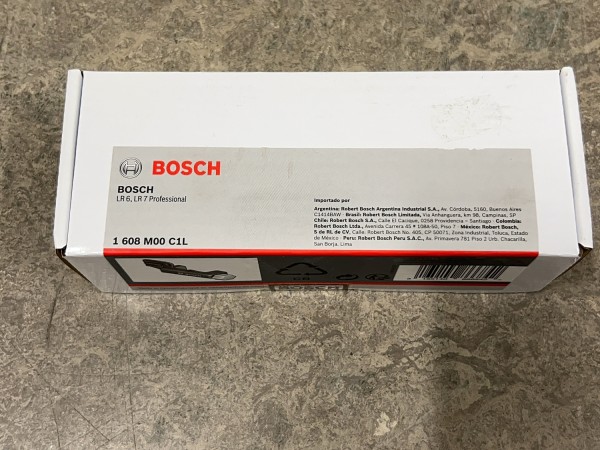 BOSCH
BOSCH
LR 6, LR 7 Professional
1 608 M00 C1L
Importado por
Argentina: Robert Bosch Argentina Industrial S.A., Av. Córdoba, 5160, Buenos Aires
C1414BAW · Brasil: Robert Bosch Limitada, Via Anhanguera, km 98, Campinas, SP
Chile: Robert Bosch S.A., Calle El Cacique, 0258 Providencia – Santiago · Colombia:
Robert Bosch Ltda., Avenida Carrera 45 # 108A-50, Piso 7 · México: Robert Bosch,
S de RL de CV, Calle Robert Bosch No. 405, CP 50071, Zona Industrial, Toluca, Estado
de México · Peru: Robert Bosch Peru S.A.C., Av. Primavera 781 Piso 2 Urb. Chacarilla,
San Borja, Lima
BOSCH